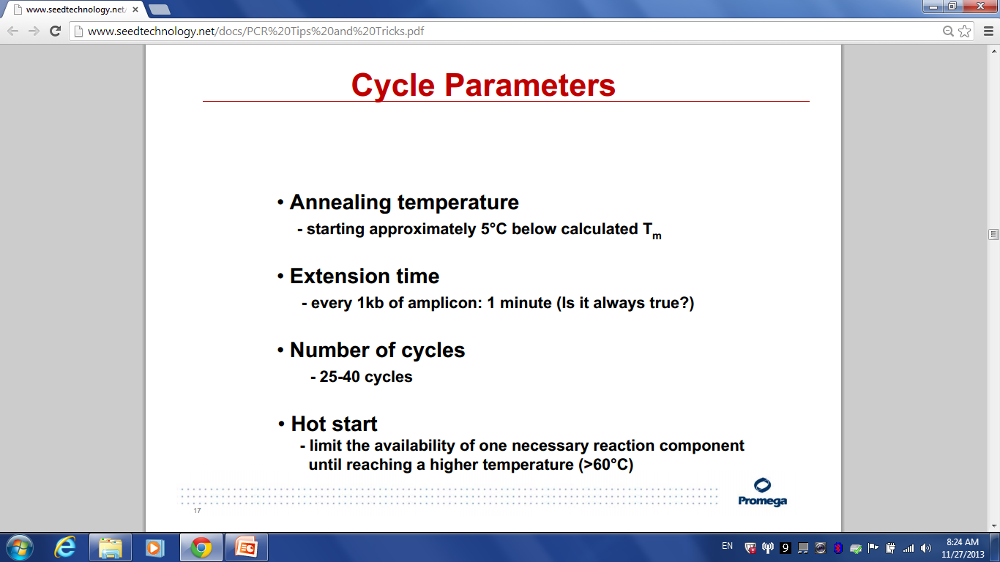 www.seedtechnology.net/
www.seedtechnology.net/docs/PCR%20Tips%20and%20Tricks.pdf
Cycle Parameters
• Annealing temperature
- starting approximately 5°C below calculated Tm
• Extension time
- every 1kb of amplicon: 1 minute (Is it always true?)
• Number of cycles
- 25-40 cycles
• Hot start
- limit the availability of one necessary reaction component
until reaching a higher temperature (>60°C)
Promega
17
EN
9
8:24 AM
11/27/2013